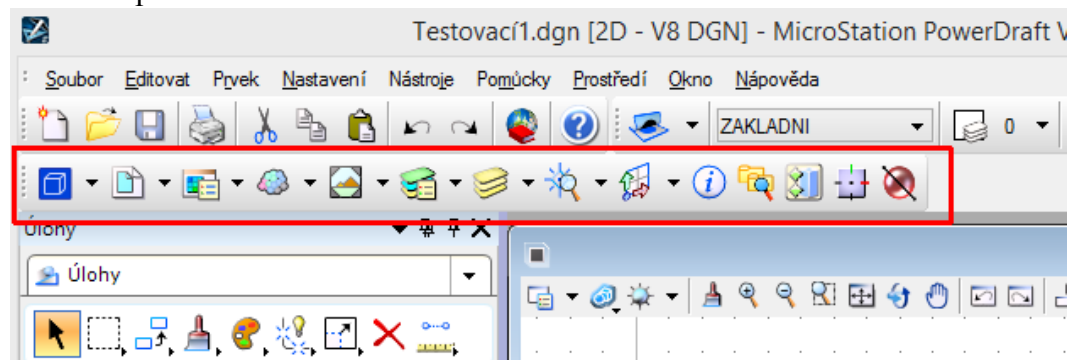 Testovací1.dgn [2D - V8 DGN] - MicroStation PowerDraft V
Soubor Editovat Prvek Nastavení Nástroje Pomůcky Prostředí Okno Nápověda
ZAKLADNI 0
Úlohy
Úlohy